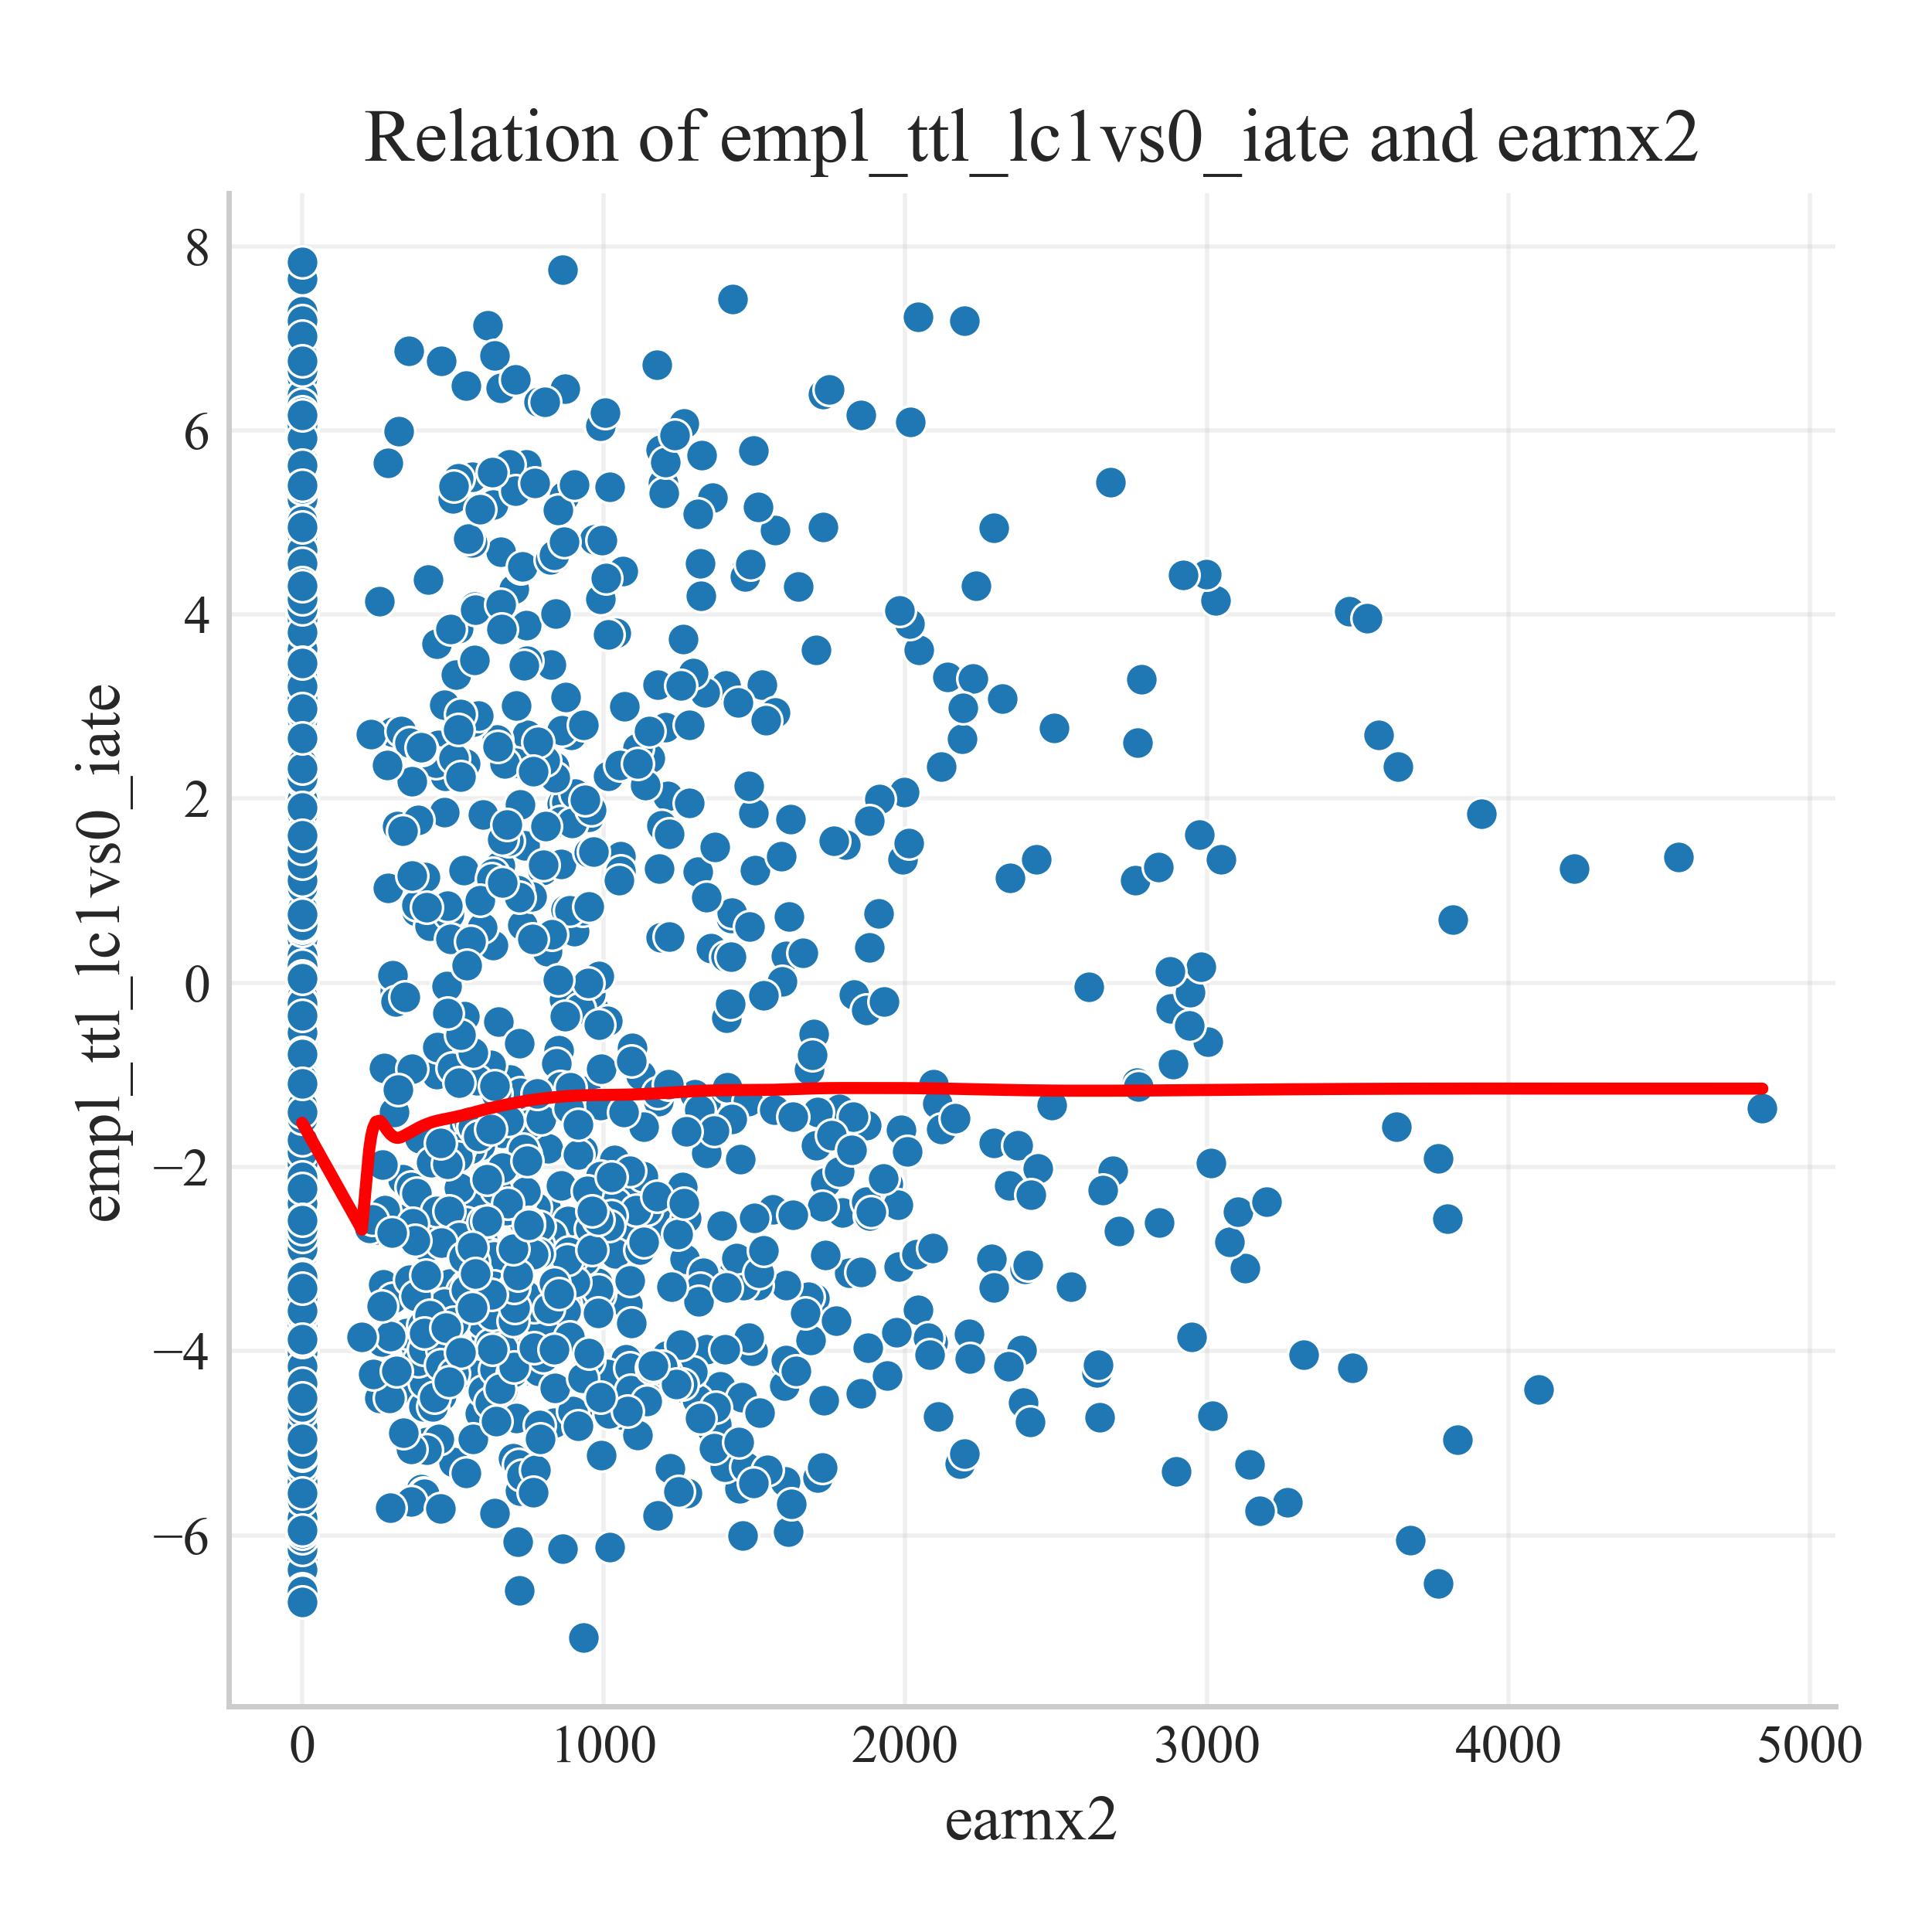 Relation of empl_ttl_lc1vs0_iate and earnx2
empl_ttl_lc1vs0_iate
8
6
4
2
0
−2
−4
−6
0 1000 2000 3000 4000 5000
earnx2